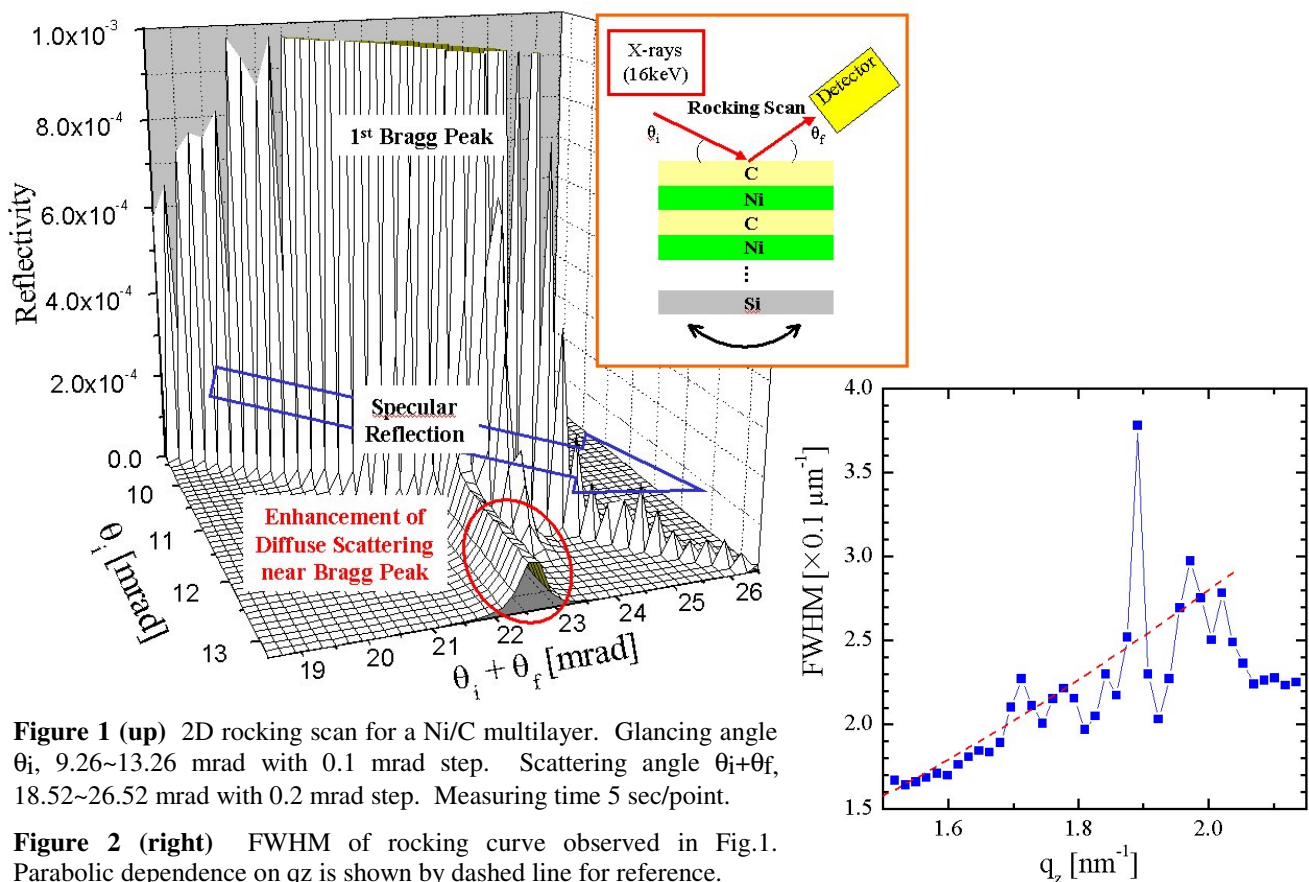 1.0x10⁻³
8.0x10⁻⁴
6.0x10⁻⁴
4.0x10⁻⁴
2.0x10⁻⁴
0.0
Reflectivity
1st Bragg Peak
Specular
Reflection
Enhancement of
Diffuse Scattering
near Bragg Peak
10
11
12
13
θi [mrad]
19
20
21
22
23
24
25
26
θi + θf [mrad]
X-rays
(16keV)
Rocking Scan
Detector
θi
θf
C
Ni
C
Ni
⋮
Si
4.0
3.5
3.0
2.5
2.0
1.5
FWHM [×0.1 μm⁻¹]
1.6
1.8
2.0
qz [nm⁻¹]
Figure 1 (up) 2D rocking scan for a Ni/C multilayer. Glancing angle
θi, 9.26~13.26 mrad with 0.1 mrad step. Scattering angle θi+θf,
18.52~26.52 mrad with 0.2 mrad step. Measuring time 5 sec/point.
Figure 2 (right) FWHM of rocking curve observed in Fig.1.
Parabolic dependence on qz is shown by dashed line for reference.